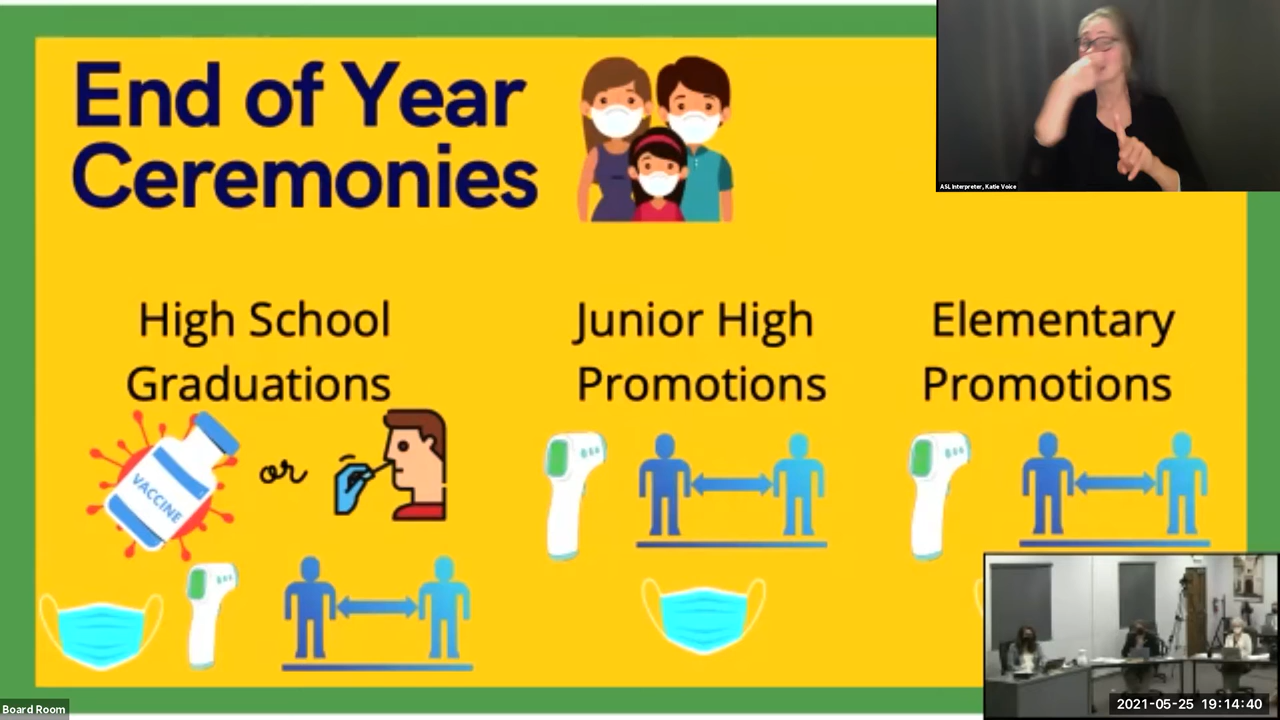 End of Year
Ceremonies
High School
Graduations
Junior High
Promotions
Elementary
Promotions
VACCINE
or
ASL Interpreter, Katie Voice
Board Room
2021-05-25 19:14:40